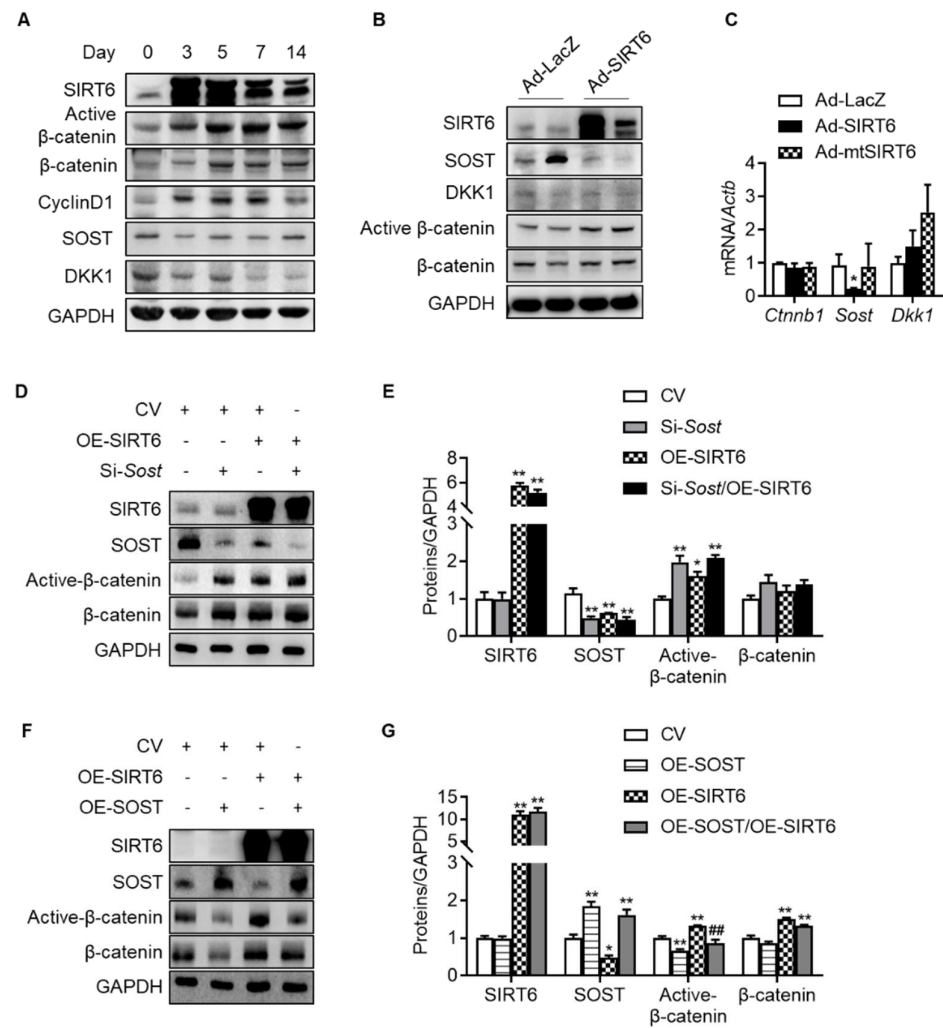 A
Day 0 3 5 7 14
SIRT6
Active
β-catenin
β-catenin
CyclinD1
SOST
DKK1
GAPDH
B
Ad-LacZ
Ad-SIRT6
SIRT6
SOST
DKK1
Active β-catenin
β-catenin
GAPDH
C
Ad-LacZ
Ad-SIRT6
Ad-mtSIRT6
mRNA/Actb
4
3
2
1
0
*
Ctnnb1 Sost Dkk1
D
CV + + + -
OE-SIRT6 - - + +
Si-Sost - + - +
SIRT6
SOST
Active-β-catenin
β-catenin
GAPDH
E
CV
Si-Sost
OE-SIRT6
Si-Sost/OE-SIRT6
Proteins/GAPDH
8
6
4
3
2
1
0
** **
** ** **
** * **
SIRT6 SOST Active- β-catenin
β-catenin
F
CV + + + -
OE-SIRT6 - - + +
OE-SOST - + - +
SIRT6
SOST
Active-β-catenin
β-catenin
GAPDH
G
CV
OE-SOST
OE-SIRT6
OE-SOST/OE-SIRT6
Proteins/GAPDH
15
10
5
3
2
1
0
** **
** * **
** ** ##
** **
SIRT6 SOST Active- β-catenin
β-catenin